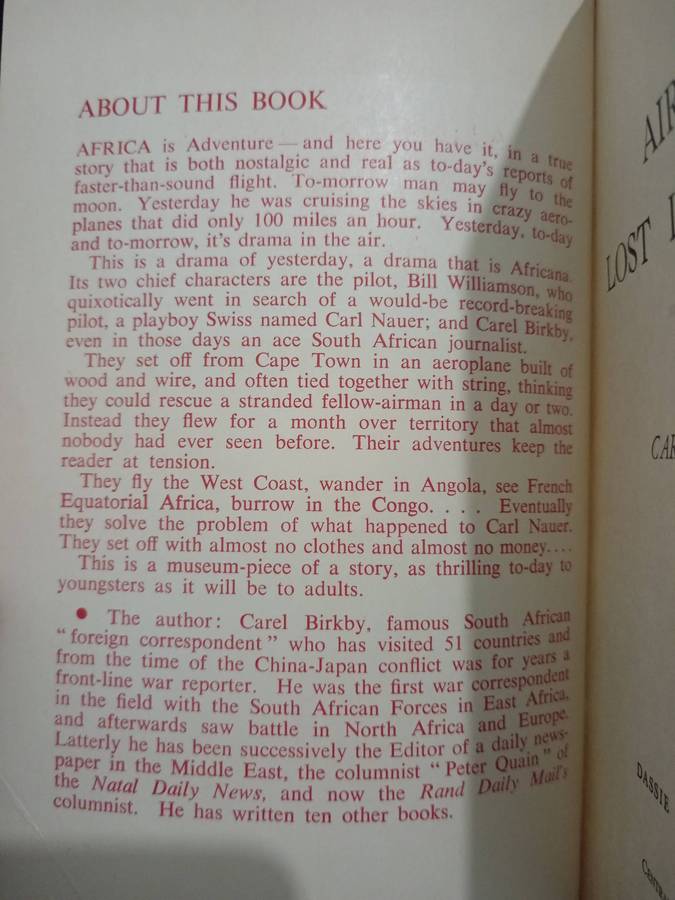 ABOUT THIS BOOK
AFRICA is Adventure — and here you have it, in a true
story that is both nostalgic and real as to-day's reports of
faster-than-sound flight. To-morrow man may fly to the
moon. Yesterday he was cruising the skies in crazy aero-
planes that did only 100 miles an hour. Yesterday, to-day
and to-morrow, it's drama in the air.
This is a drama of yesterday, a drama that is Africana.
Its two chief characters are the pilot, Bill Williamson, who
quixotically went in search of a would-be record-breaking
pilot, a playboy Swiss named Carl Nauer; and Carel Birkby,
even in those days an ace South African journalist.
They set off from Cape Town in an aeroplane built of
wood and wire, and often tied together with string, thinking
they could rescue a stranded fellow-airman in a day or two.
Instead they flew for a month over territory that almost
nobody had ever seen before. Their adventures keep the
reader at tension.
They fly the West Coast, wander in Angola, see French
Equatorial Africa, burrow in the Congo. . . . Eventually
they solve the problem of what happened to Carl Nauer.
They set off with almost no clothes and almost no money....
This is a museum-piece of a story, as thrilling to-day to
youngsters as it will be to adults.
• The author: Carel Birkby, famous South African
"foreign correspondent" who has visited 51 countries and
from the time of the China-Japan conflict was for years a
front-line war reporter. He was the first war correspondent
in the field with the South African Forces in East Africa,
and afterwards saw battle in North Africa and Europe.
Latterly he has been successively the Editor of a daily news-
paper in the Middle East, the columnist "Peter Quain" of
the Natal Daily News, and now the Rand Daily Mail's
columnist. He has written ten other books.
AIR
LOST
CAR
DASSIE